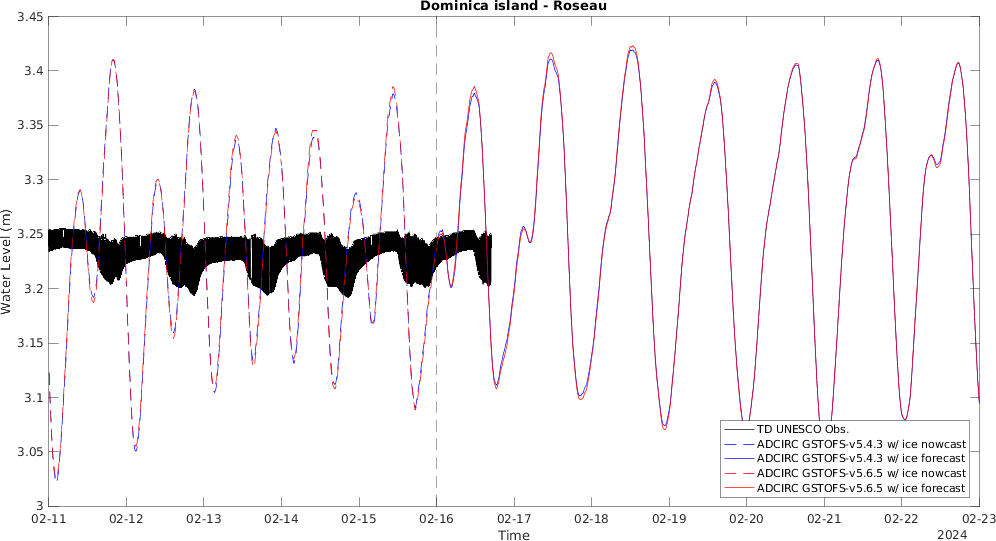 Dominica island - Roseau
3.45
3.4
3.35
3.3
3.25
3.2
3.15
3.1
3.05
3
Water Level (m)
02-11 02-12 02-13 02-14 02-15 02-16 02-17 02-18 02-19 02-20 02-21 02-22 02-23
Time
2024
TD UNESCO Obs.
ADCIRC GSTOFS-v5.4.3 w/ ice nowcast
ADCIRC GSTOFS-v5.4.3 w/ ice forecast
ADCIRC GSTOFS-v5.6.5 w/ ice nowcast
ADCIRC GSTOFS-v5.6.5 w/ ice forecast